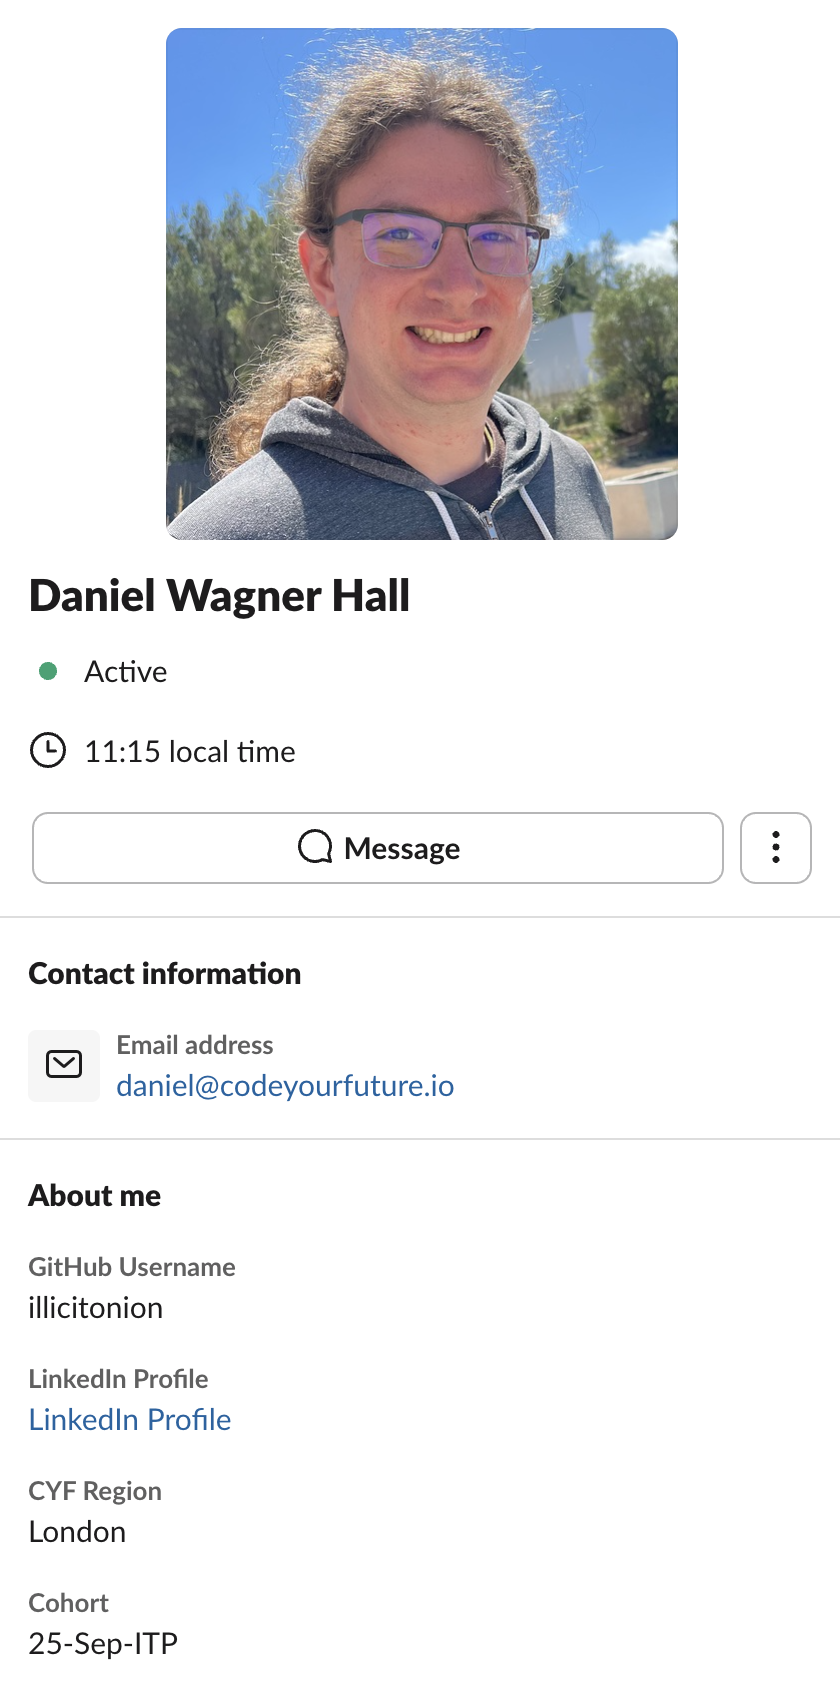 Daniel Wagner Hall
Active
11:15 local time
Message
Contact information
Email address
daniel@codeyourfuture.io
About me
GitHub Username
illicitonion
LinkedIn Profile
LinkedIn Profile
CYF Region
London
Cohort
25-Sep-ITP